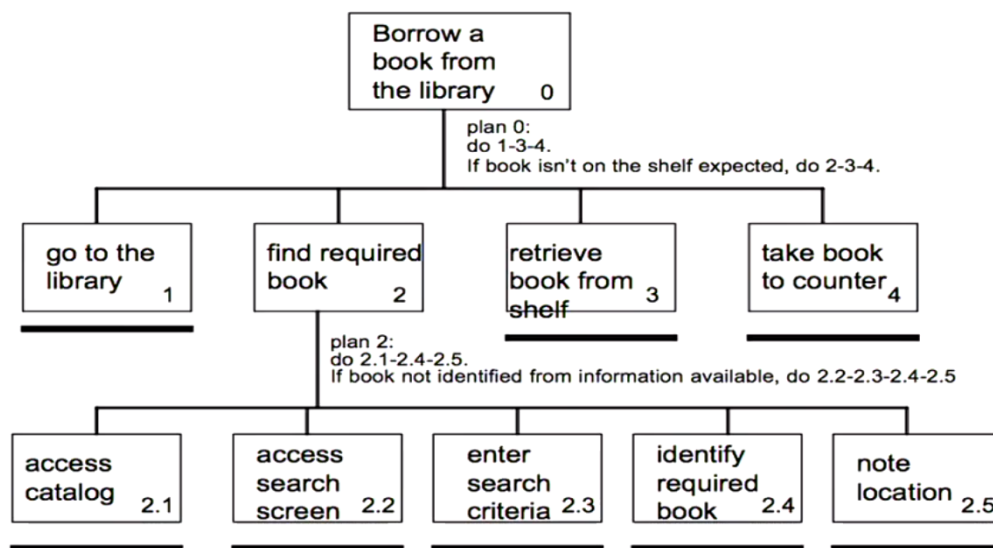 Borrow a
book from
the library 0
plan 0:
do 1-3-4.
If book isn't on the shelf expected, do 2-3-4.
go to the
library 1
find required
book 2
retrieve
book from 3
shelf
take book
to counter 4
plan 2:
do 2.1-2.4-2.5.
If book not identified from information available, do 2.2-2.3-2.4-2.5
access
catalog 2.1
access
search
screen 2.2
enter
search
criteria 2.3
identify
required
book 2.4
note
location 2.5